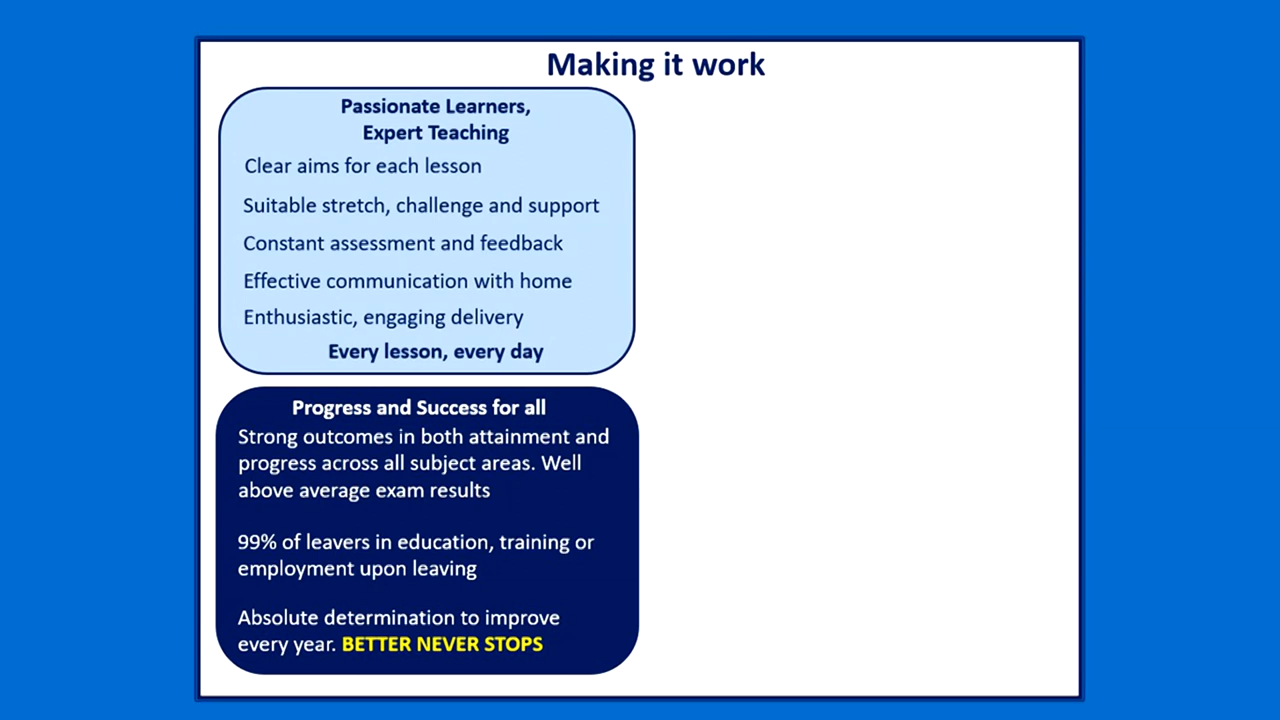 Making it work
Passionate Learners,
Expert Teaching
Clear aims for each lesson
Suitable stretch, challenge and support
Constant assessment and feedback
Effective communication with home
Enthusiastic, engaging delivery
Every lesson, every day
Progress and Success for all
Strong outcomes in both attainment and
progress across all subject areas. Well
above average exam results
99% of leavers in education, training or
employment upon leaving
Absolute determination to improve
every year. BETTER NEVER STOPS